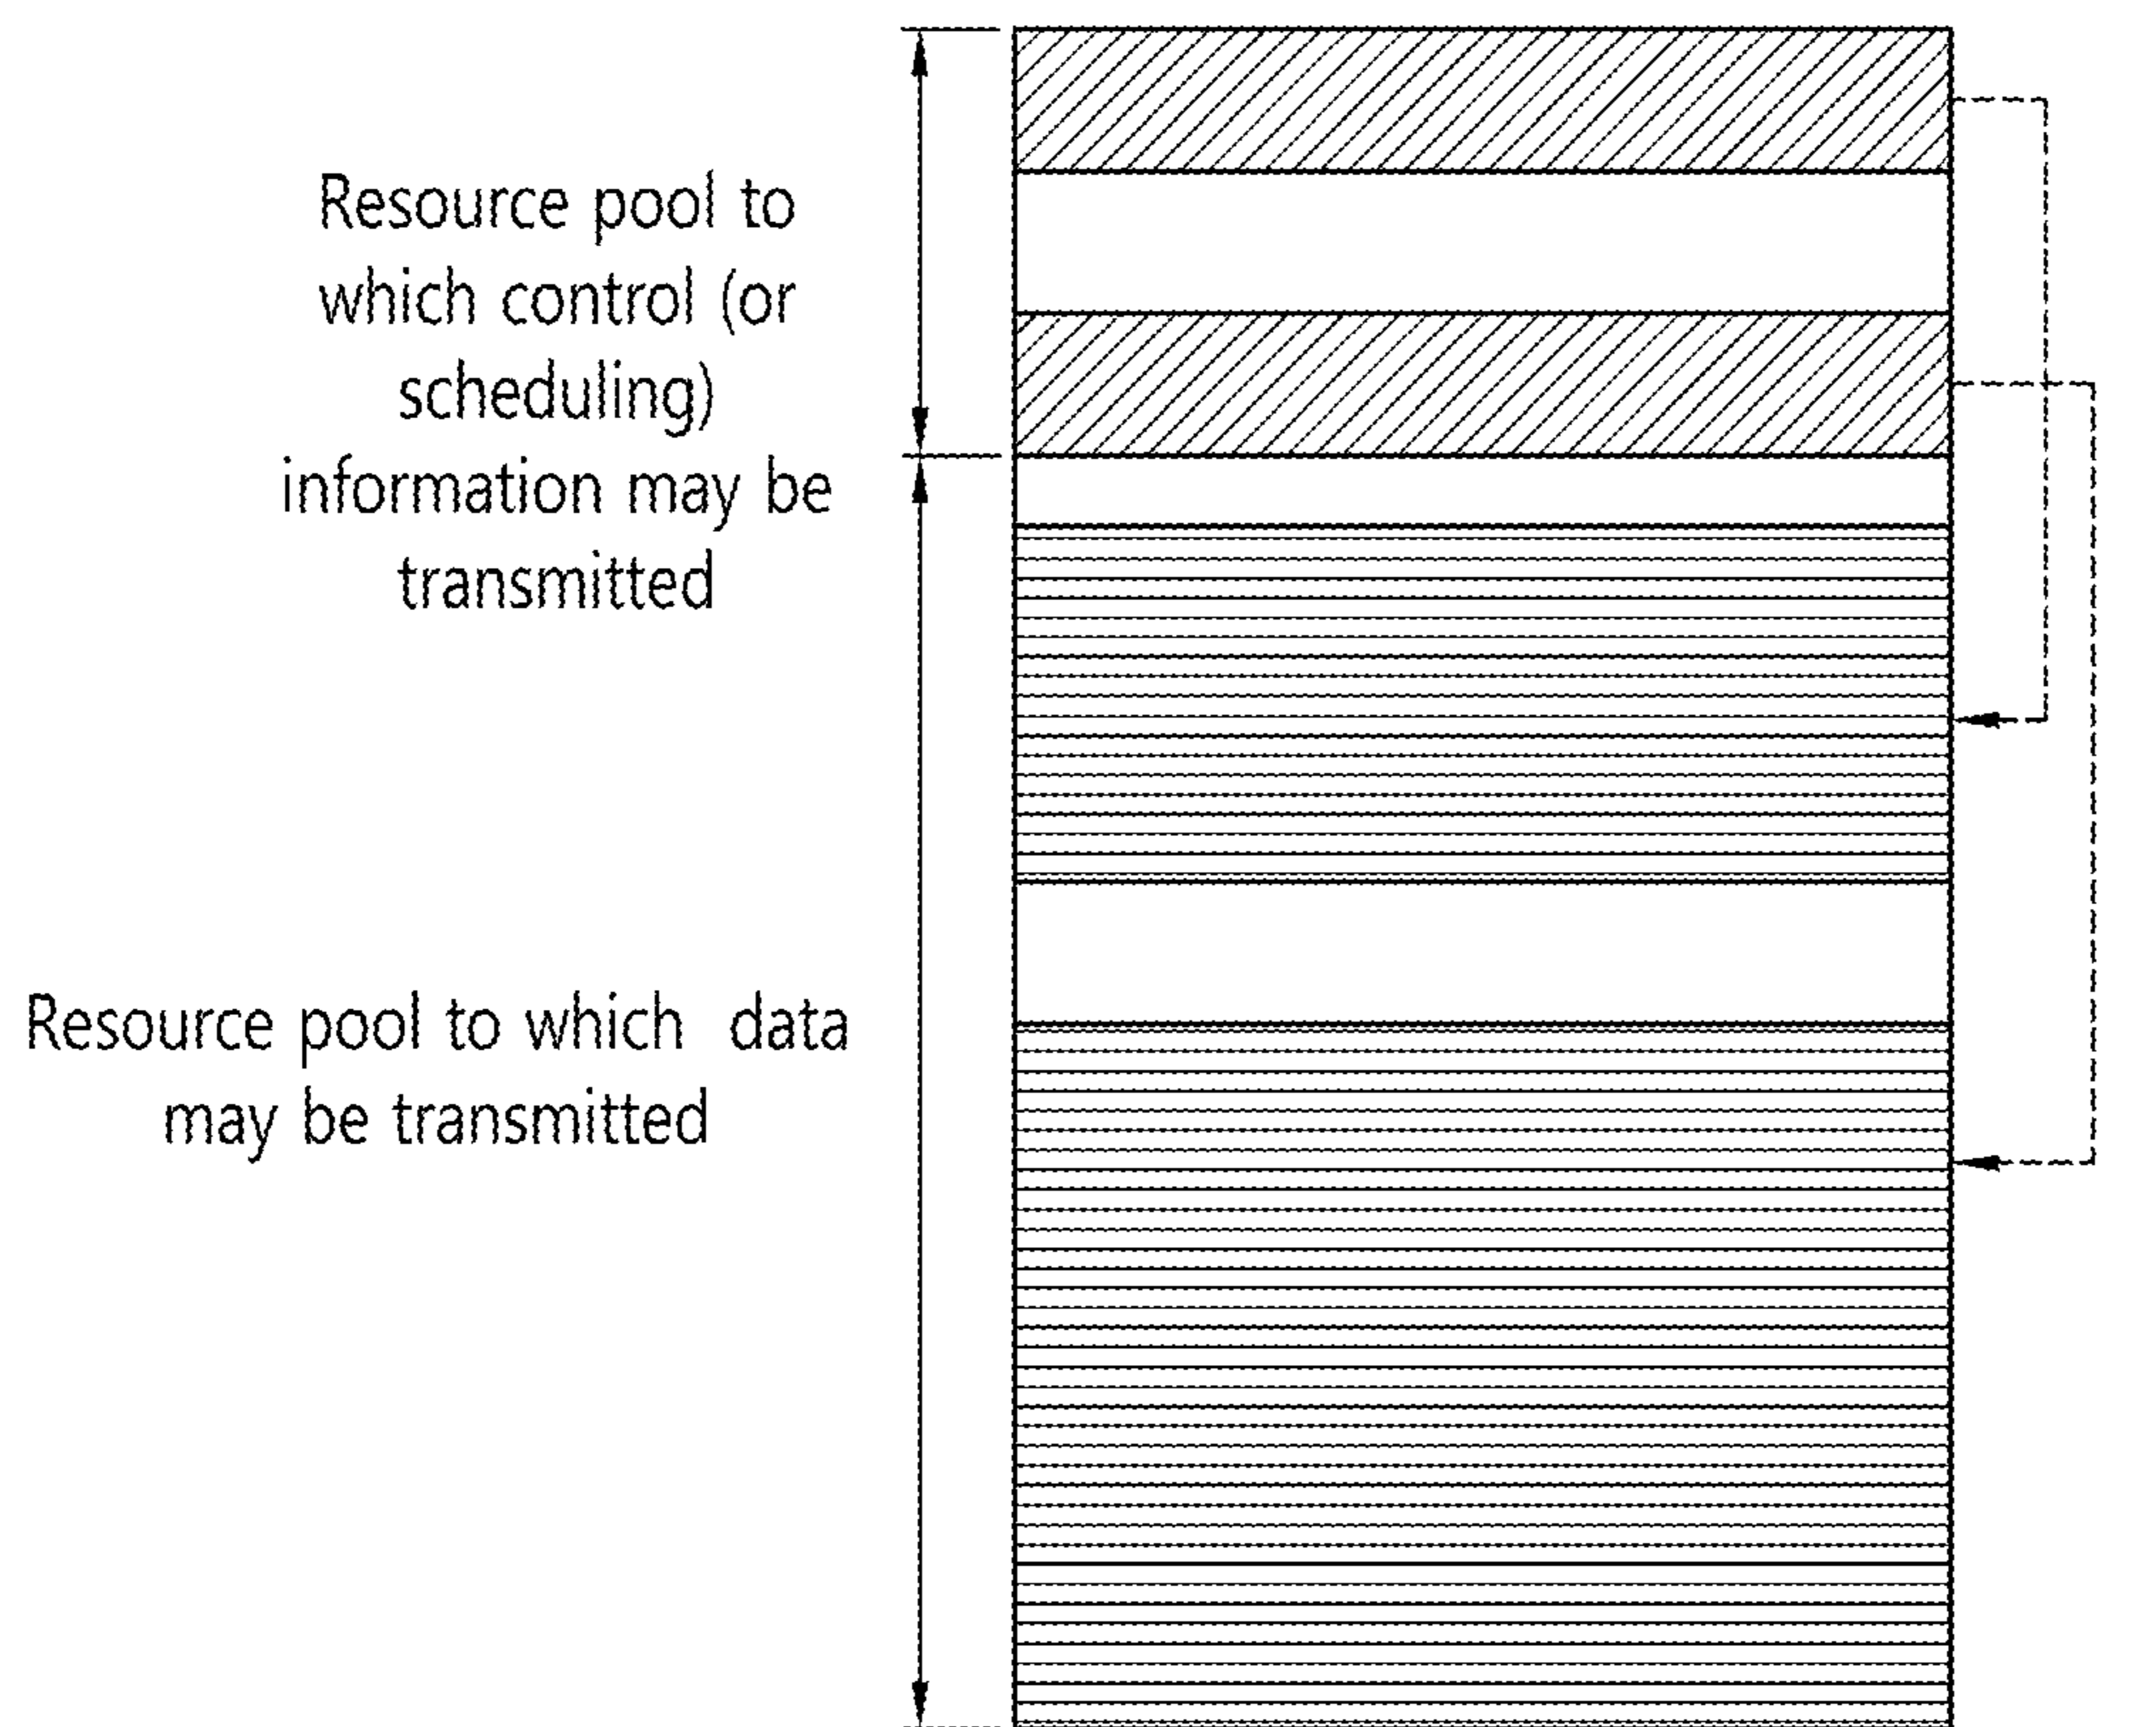 Resource pool to
which control (or
scheduling)
information may be
transmitted
Resource pool to which data
may be transmitted